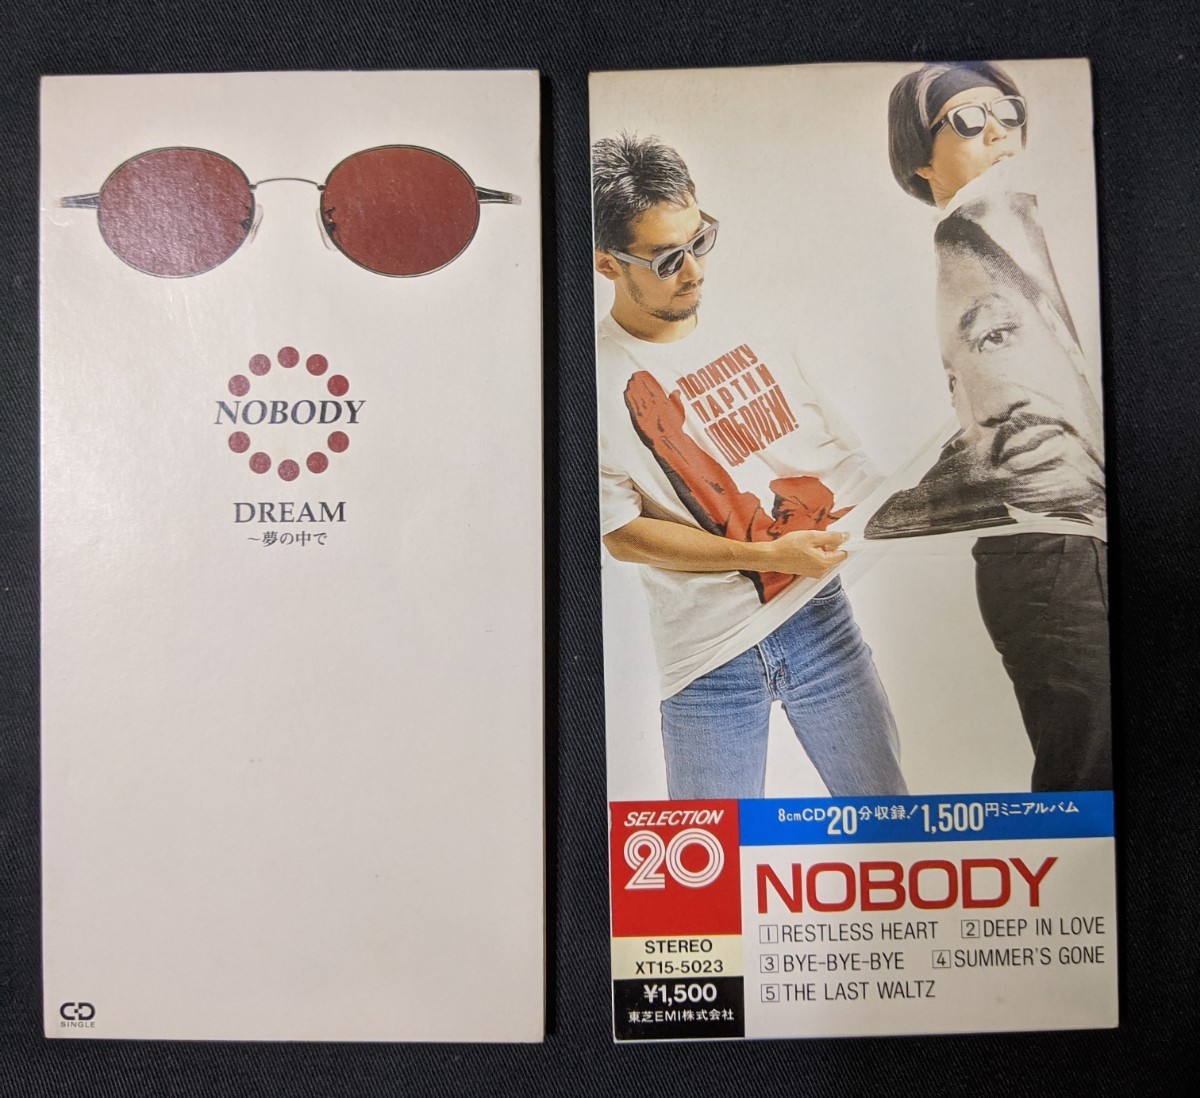 NOBODY
DREAM
~夢の中で
CD
SINGLE
ПОЛИТИКУ
ПАРТИИ
ОДОБРЯЕМ!
SELECTION
20
8cmCD20分収録!1,500円ミニアルバム
NOBODY
1 RESTLESS HEART 2 DEEP IN LOVE
3 BYE-BYE-BYE 4 SUMMER'S GONE
5 THE LAST WALTZ
STEREO
XT15-5023
¥1,500
東芝EMI株式会社